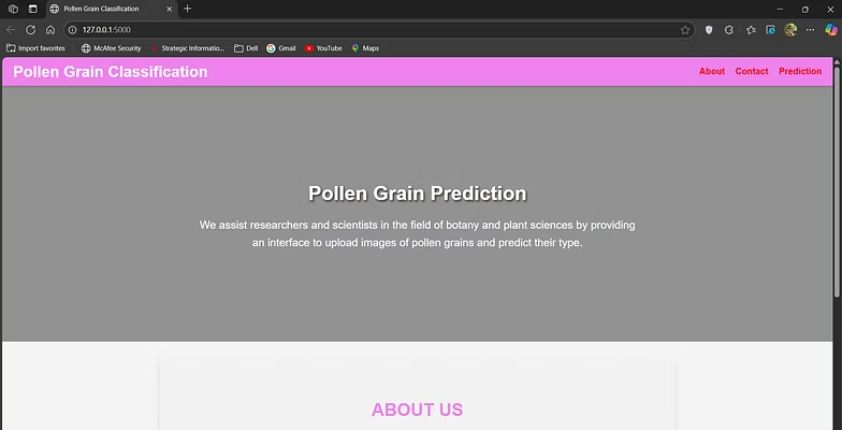 Pollen Grain Classification
127.0.0.1:5000
Import favorites McAfee Security Strategic Informatio... Dell Gmail YouTube Maps
Pollen Grain Classification About Contact Prediction
Pollen Grain Prediction
We assist researchers and scientists in the field of botany and plant sciences by providing
an interface to upload images of pollen grains and predict their type.
ABOUT US